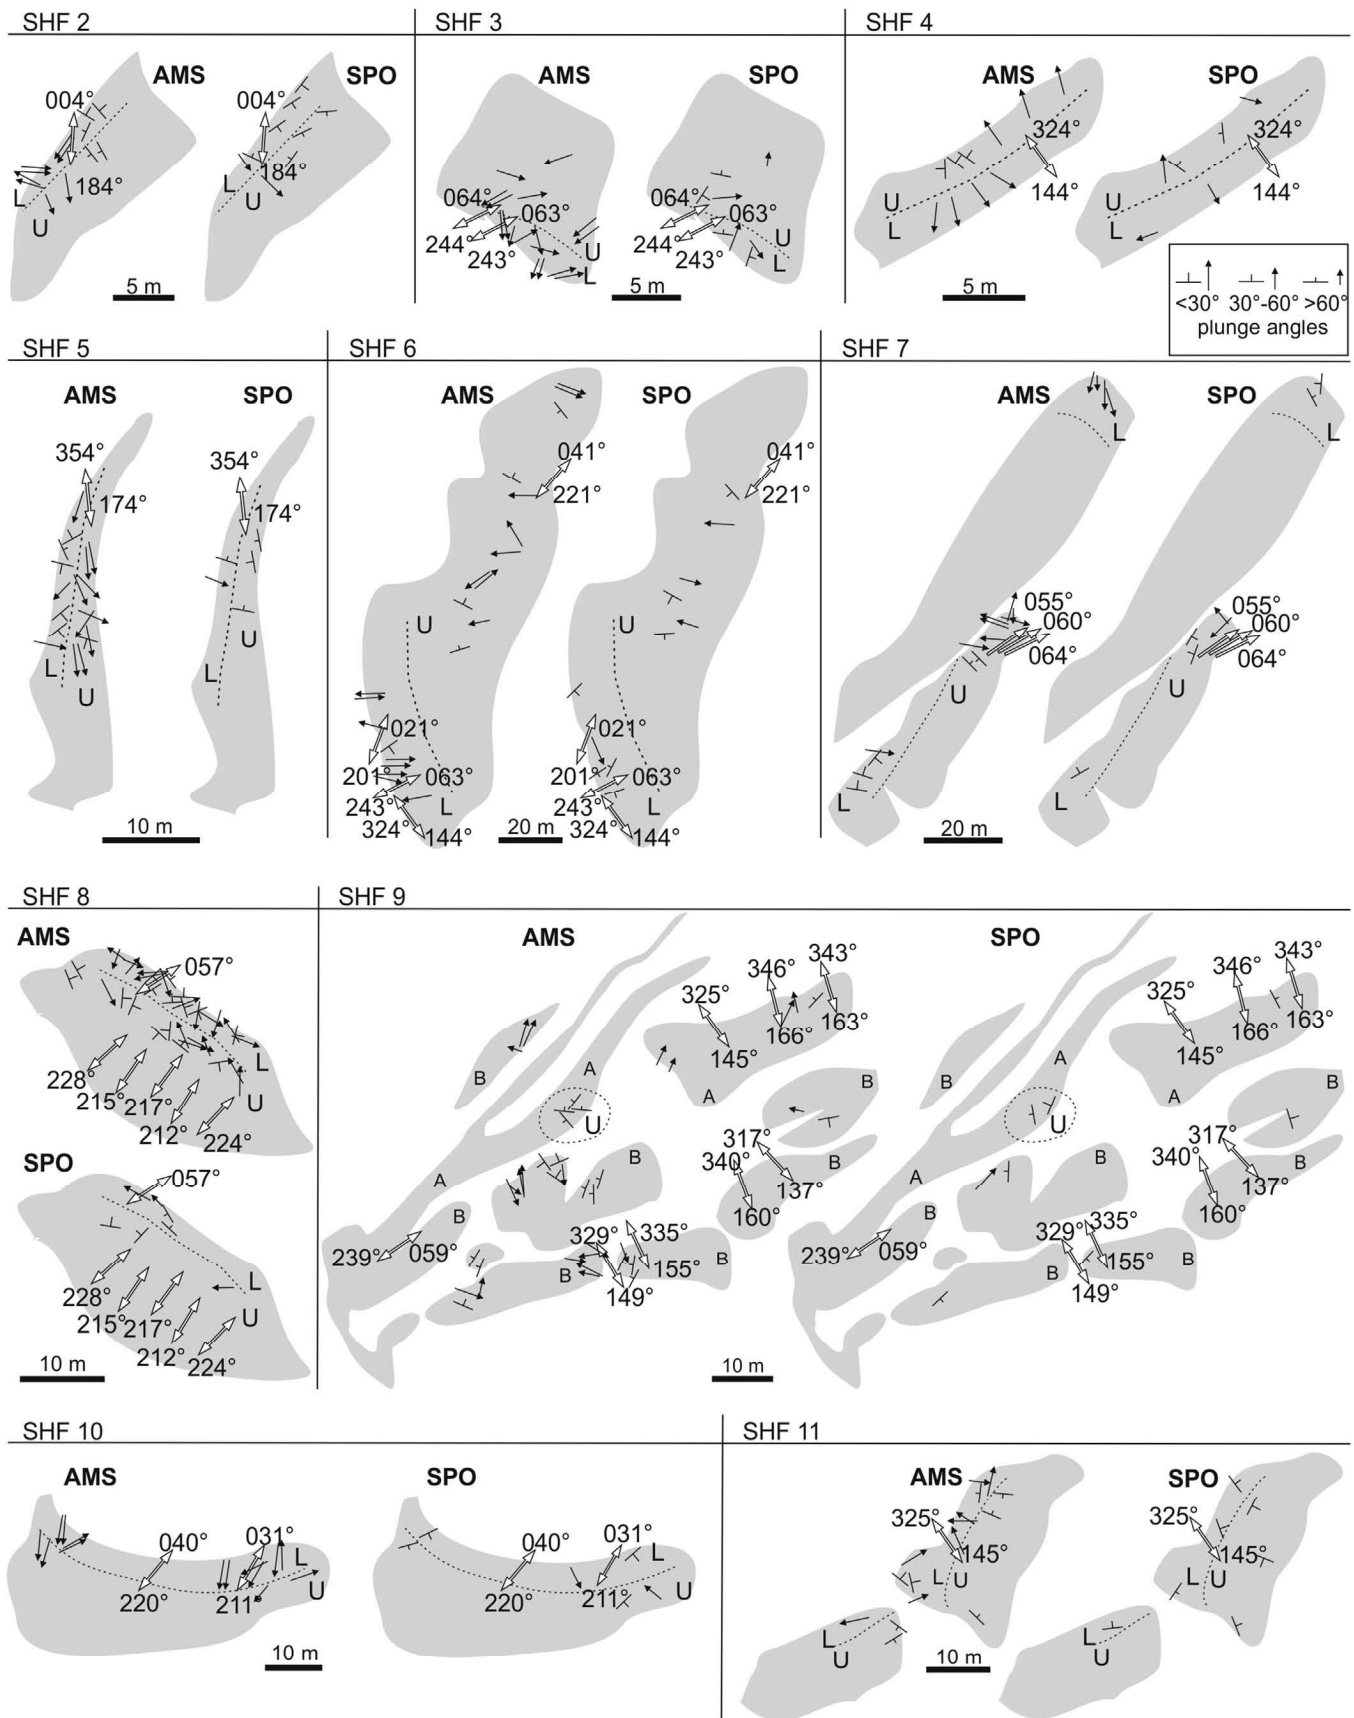 SHF 2
AMS
SPO
004°
184°
L
U
004°
184°
L
U
5 m
SHF 3
AMS
SPO
064°
063°
244°
243°
U
L
064°
063°
244°
243°
U
L
5 m
5 m
SHF 4
AMS
SPO
324°
144°
U
L
324°
144°
U
L
5 m
<30° 30°-60° >60°
plunge angles
SHF 5
AMS
SPO
354°
174°
L
U
354°
174°
U
L
10 m
SHF 6
AMS
SPO
041°
221°
U
021°
201°
063°
243°
L
324°
144°
041°
221°
U
021°
201°
063°
243°
L
324°
144°
20 m
SHF 7
AMS
SPO
L
055°
060°
064°
U
L
L
055°
060°
064°
U
L
20 m
SHF 8
AMS
057°
L
228°
215°
217°
U
212°
224°
SPO
057°
L
228°
215°
217°
U
212°
224°
10 m
SHF 9
AMS
SPO
343°
346°
325°
163°
166°
145°
B
A
A
B
U
317°
B
340°
B
A
137°
B
160°
329°
335°
239°
059°
155°
B
B
149°
343°
346°
325°
163°
166°
145°
B
A
A
B
U
317°
B
340°
B
A
137°
B
160°
329°
335°
239°
059°
155°
B
B
149°
10 m
SHF 10
AMS
SPO
040°
031°
L
220°
211°
U
040°
031°
L
220°
211°
U
10 m
SHF 11
AMS
SPO
325°
145°
L
U
L
U
325°
145°
L
U
L
U
10 m